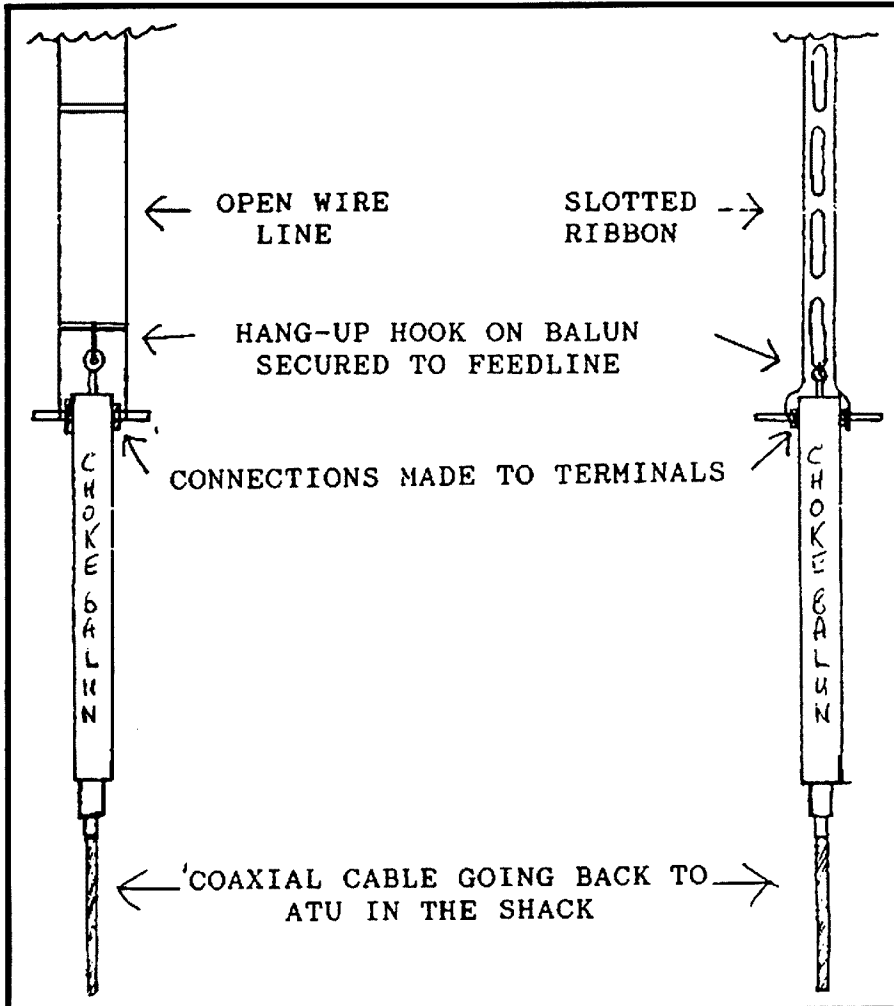 OPEN WIRE
LINE
SLOTTED
RIBBON
HANG-UP HOOK ON BALUN
SECURED TO FEEDLINE
CONNECTIONS MADE TO TERMINALS
CHOKE BALUN
CHOKE BALUN
COAXIAL CABLE GOING BACK TO
ATU IN THE SHACK